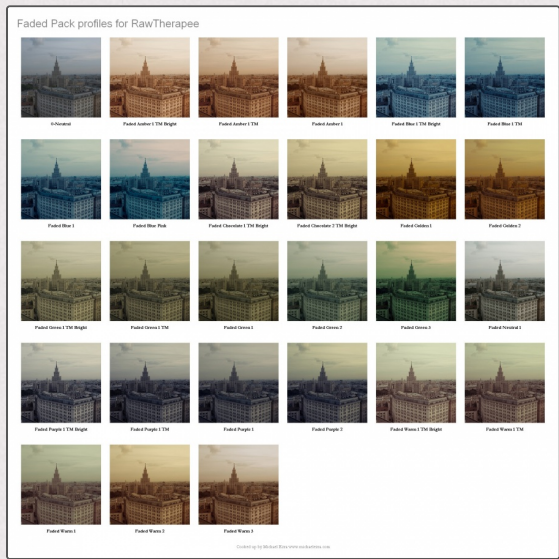 Faded Pack profiles for RawTherapee
0-Neutral
Faded Amber 1 TM Bright
Faded Amber 1 TM
Faded Amber 1
Faded Blue 1 TM Bright
Faded Blue 1 TM
Faded Blue 1
Faded Blue Pink
Faded Chocolate 1 TM Bright
Faded Chocolate 2 TM Bright
Faded Golden 1
Faded Golden 2
Faded Green 1 TM Bright
Faded Green 1 TM
Faded Green 1
Faded Green 2
Faded Green 3
Faded Neutral 1
Faded Purple 1 TM Bright
Faded Purple 1 TM
Faded Purple 1
Faded Purple 2
Faded Warm 1 TM Bright
Faded Warm 1 TM
Faded Warm 1
Faded Warm 2
Faded Warm 3